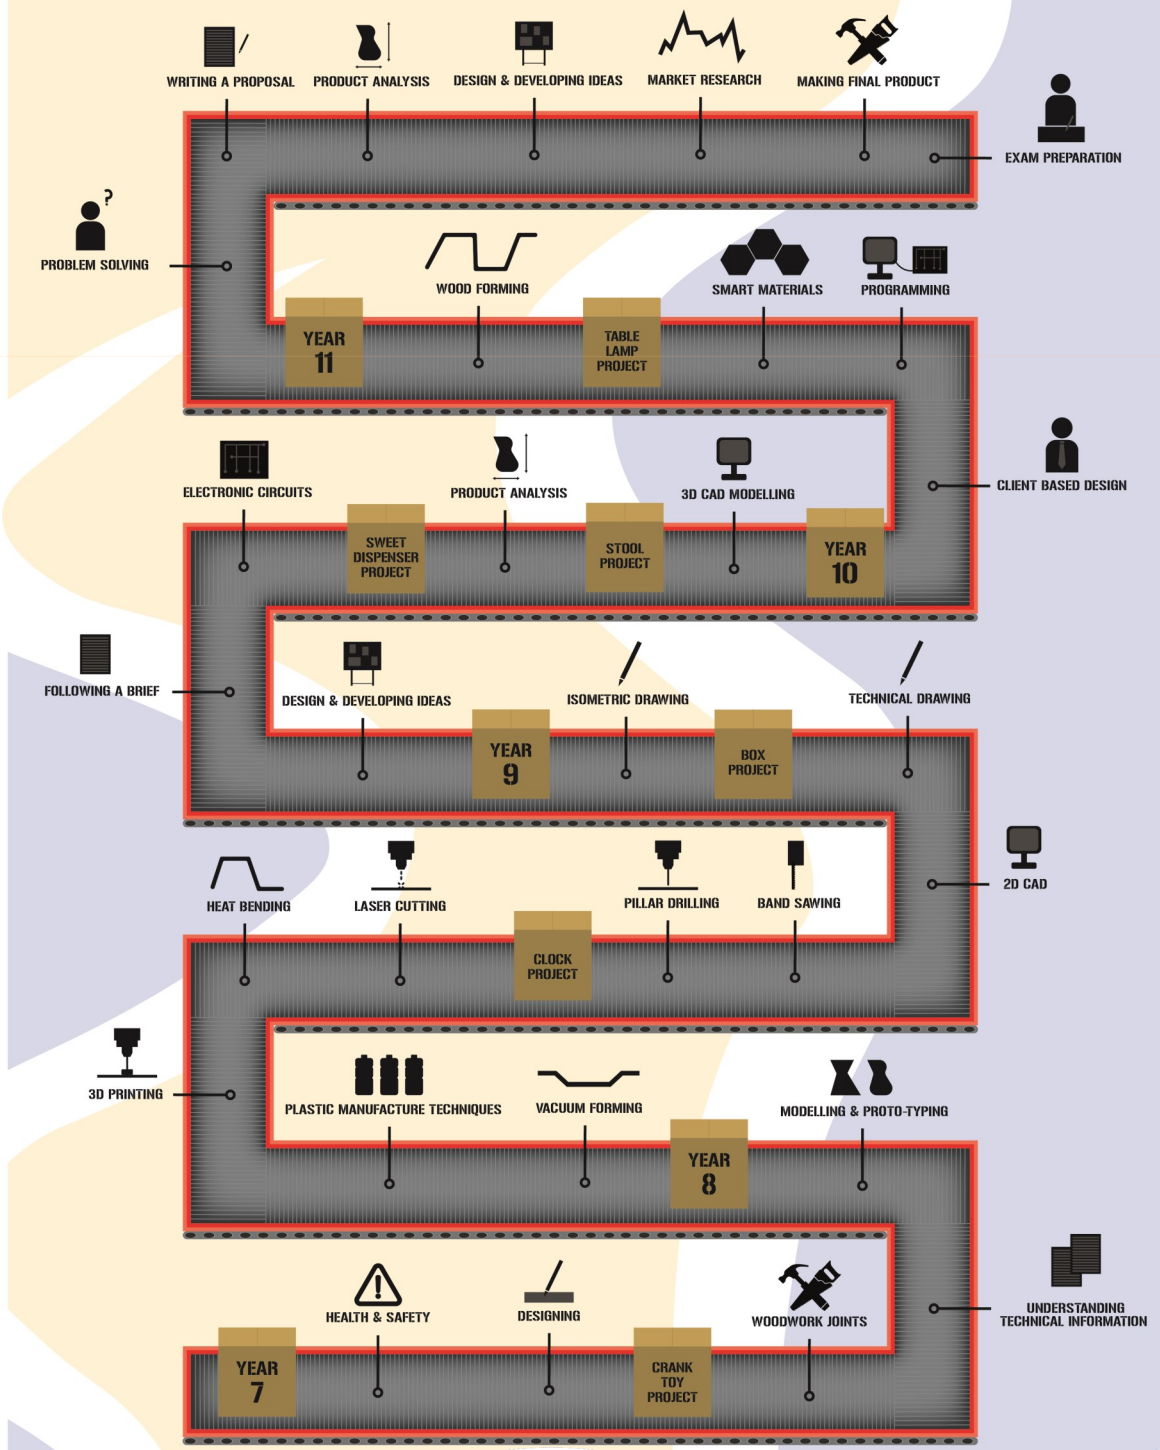 WRITING A PROPOSAL
PRODUCT ANALYSIS
DESIGN & DEVELOPING IDEAS
MARKET RESEARCH
MAKING FINAL PRODUCT
EXAM PREPARATION
?
PROBLEM SOLVING
WOOD FORMING
SMART MATERIALS
PROGRAMMING
YEAR
11
TABLE
LAMP
PROJECT
ELECTRONIC CIRCUITS
PRODUCT ANALYSIS
3D CAD MODELLING
CLIENT BASED DESIGN
SWEET
DISPENSER
PROJECT
STOOL
PROJECT
YEAR
10
FOLLOWING A BRIEF
DESIGN & DEVELOPING IDEAS
ISOMETRIC DRAWING
TECHNICAL DRAWING
YEAR
9
BOX
PROJECT
HEAT BENDING
LASER CUTTING
PILLAR DRILLING
BAND SAWING
2D CAD
CLOCK
PROJECT
3D PRINTING
PLASTIC MANUFACTURE TECHNIQUES
VACUUM FORMING
MODELLING & PROTO-TYPING
YEAR
8
HEALTH & SAFETY
DESIGNING
WOODWORK JOINTS
UNDERSTANDING
TECHNICAL INFORMATION
YEAR
7
CRANK
TOY
PROJECT